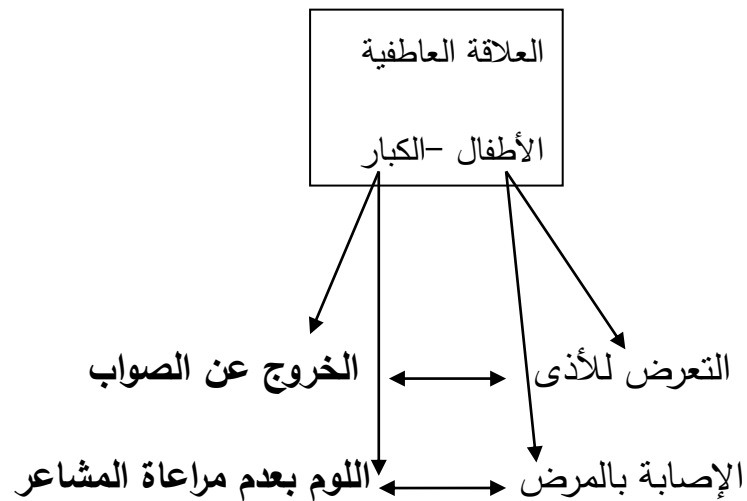 العلاقة العاطفية
الأطفال -الكبار
التعرض للأذى
الخروج عن الصواب
الإصابة بالمرض
اللوم بعدم مراعاة المشاعر